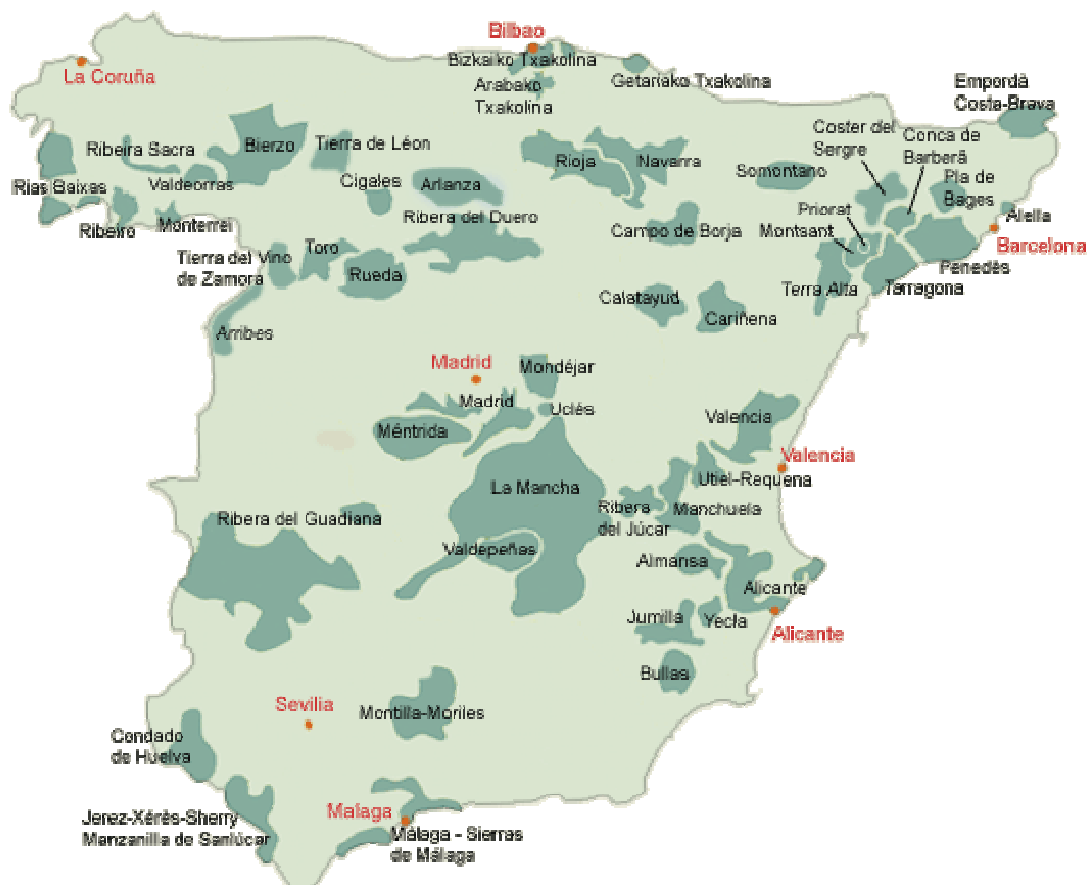 Bilbao
La Coruña
Bizkaiko Txakolina
Arabako
Txakolina
Getariako Txakolina
Empordà
Costa-Brava
Coster del
Sergre
Conca de
Barberà
Ribeira Sacra
Bierzo
Tierra de Léon
Rioja
Navarra
Somontano
Pla de
Bages
Rias Baixas
Valdeorras
Cigales
Arlanza
Priorat
Alella
Ribeiro
Monterrei
Ribera del Duero
Campo de Borja
Montsant
Barcelona
Tierra del Vino
de Zamora
Toro
Rueda
Penedès
Terra Alta
Tarragona
Calatayud
Cariñena
Arribes
Madrid
Mondéjar
Madrid
Uclés
Méntrida
Valencia
Valencia
Utiel-Requena
La Mancha
Ribera
del Júcar
Manchuela
Ribera del Guadiana
Valdepeñas
Almansa
Alicante
Jumilla
Yecla
Alicante
Bullas
Sevilia
Montilla-Moriles
Condado
de Huelva
Jerez-Xérès-Sherry
Manzanilla de Sanlúcar
Malaga
Málaga - Sierras
de Málaga